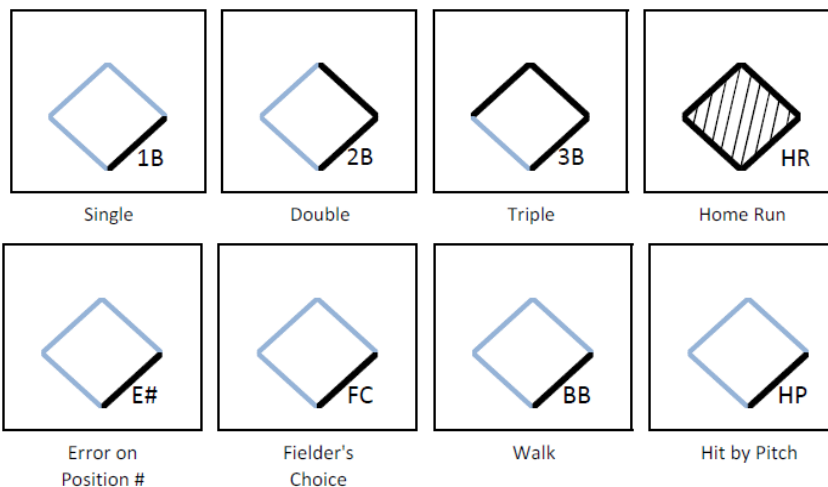 1B
2B
3B
HR
Single
Double
Triple
Home Run
E#
FC
BB
HP
Error on
Position #
Fielder's
Choice
Walk
Hit by Pitch